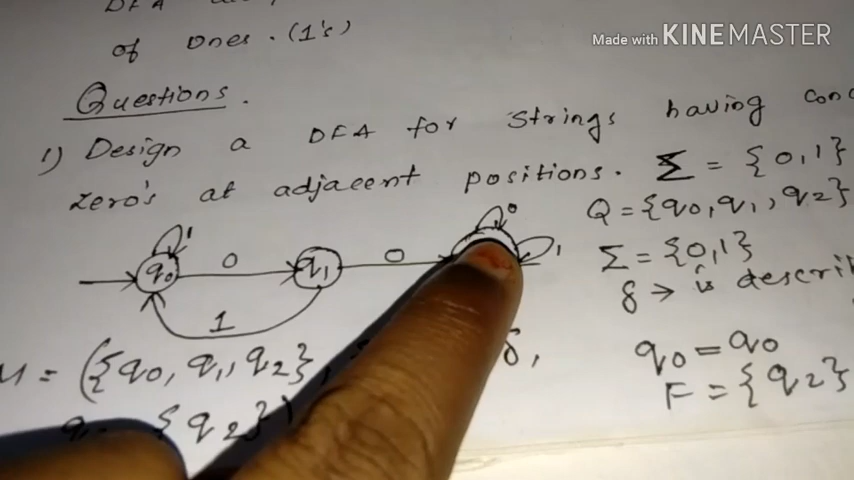 DFA
of ones. (1's)
Made with KINEMASTER
Questions.
1) Design a DFA for strings having
zero's at adjacent positions. Σ = {0,1}
Q = {q0, q1, q2}
Σ = {0,1}
δ → is
1 0 0 0 1
q0 q1
1
M = ({q0, q1, q2}, δ,
{q2})
q0 = q0
F = {q2}